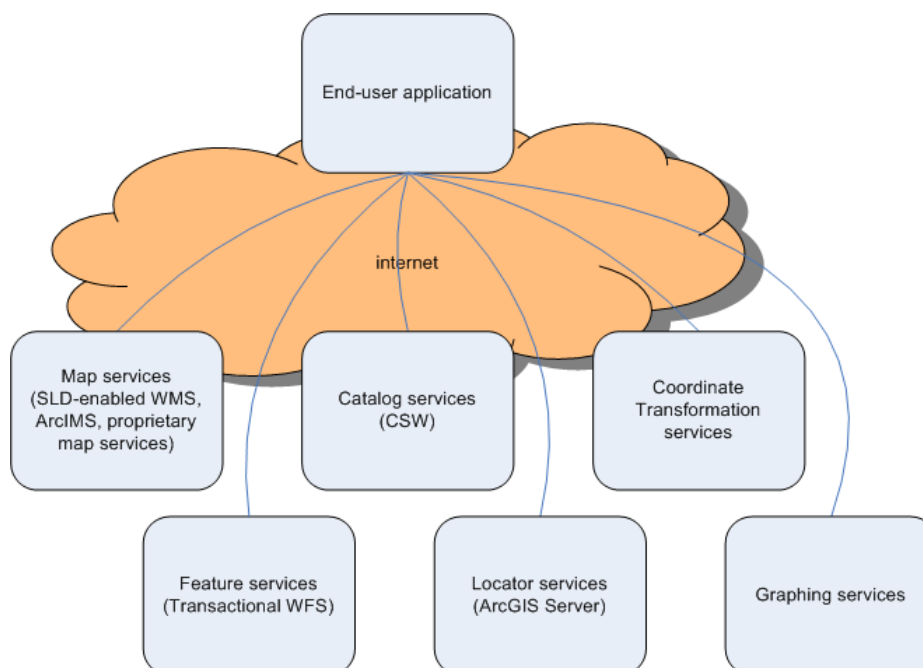 End-user application
internet
Map services
(SLD-enabled WMS,
ArcIMS, proprietary
map services)
Catalog services
(CSW)
Coordinate
Transformation
services
Feature services
(Transactional WFS)
Locator services
(ArcGIS Server)
Graphing services